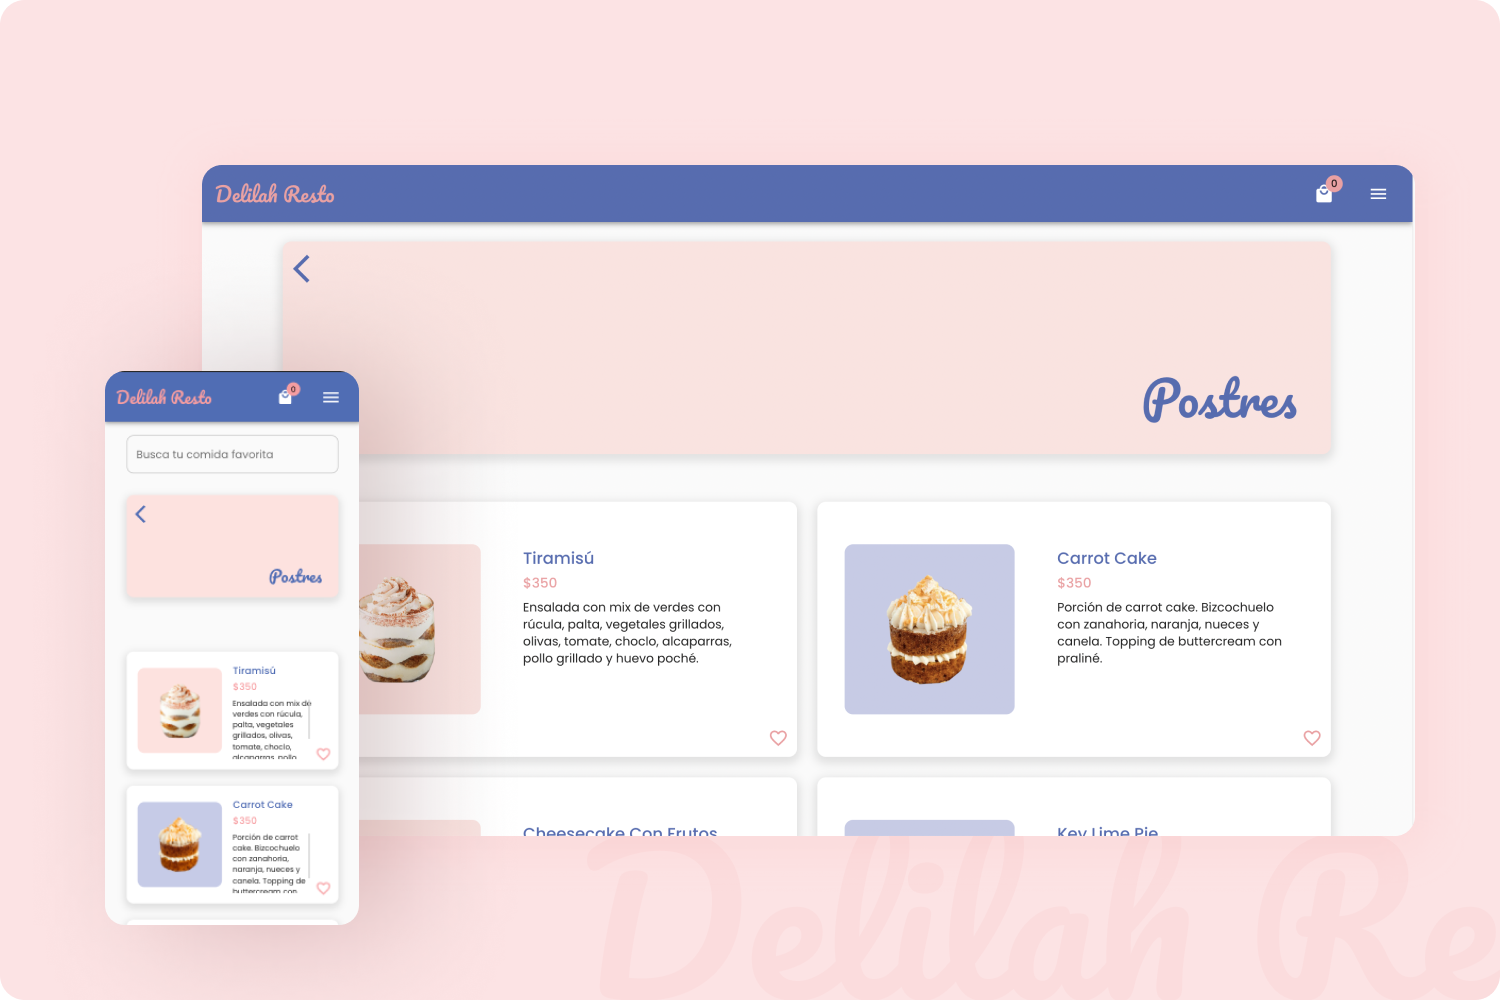 Delilah Resto
0
Postres
Tiramisú
$350
Ensalada con mix de verdes con
rúcula, palta, vegetales grillados,
olivas, tomate, choclo, alcaparras,
pollo grillado y huevo poché.
Carrot Cake
$350
Porción de carrot cake. Bizcochuelo
con zanahoria, naranja, nueces y
canela. Topping de buttercream con
praliné.
Cheesecake Con Frutos
Key Lime Pie
Delilah Resto
0
Busca tu comida favorita
Postres
Tiramisú
$350
Ensalada con mix de
verdes con rúcula,
palta, vegetales
grillados, olivas,
tomate, choclo,
alcaparras, pollo
Carrot Cake
$350
Porción de carrot
cake. Bizcochuelo
con zanahoria,
naranja, nueces y
canela. Topping de
buttercream con
Delilah Re